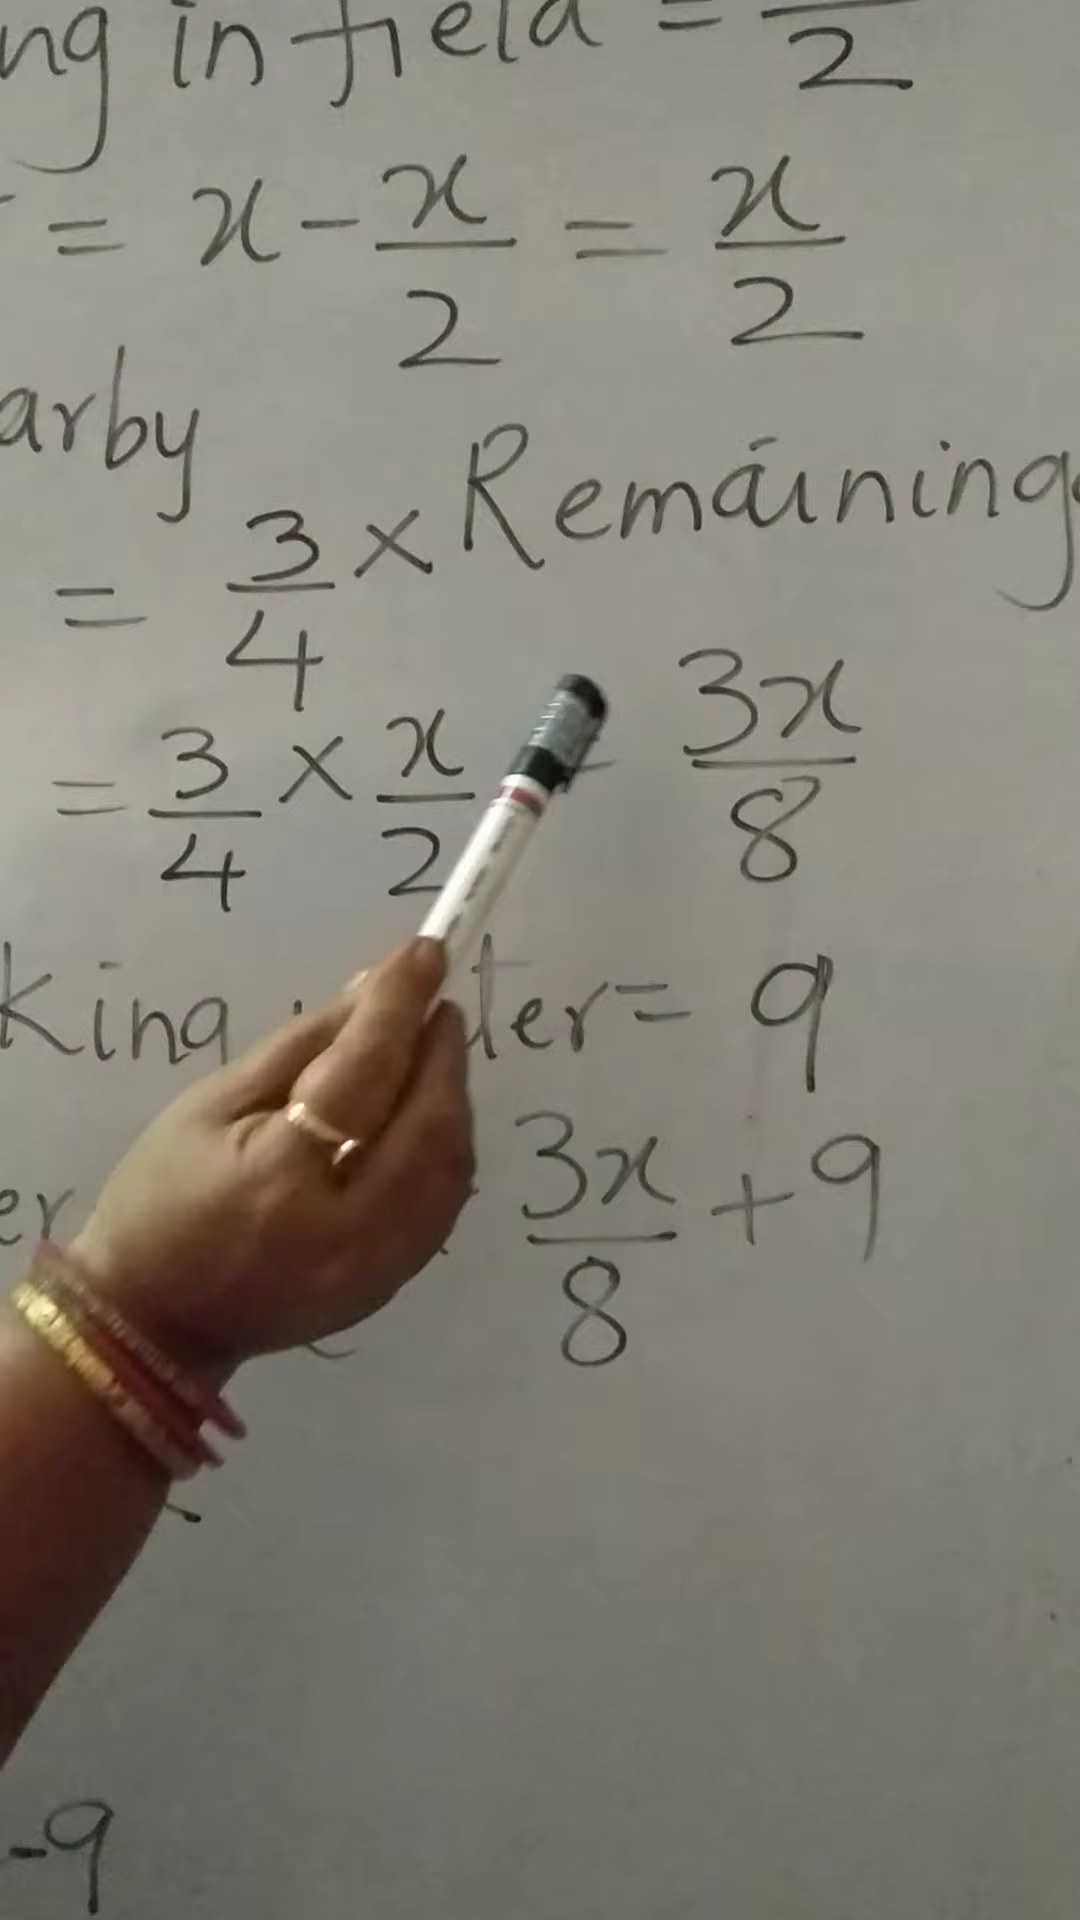 ng in field = /2
= x - x/2 = x/2
arby
= 3/4 × Remaining
= 3/4 × x/2 = 3x/8
king ter = 9
er 3x/8 + 9
-9